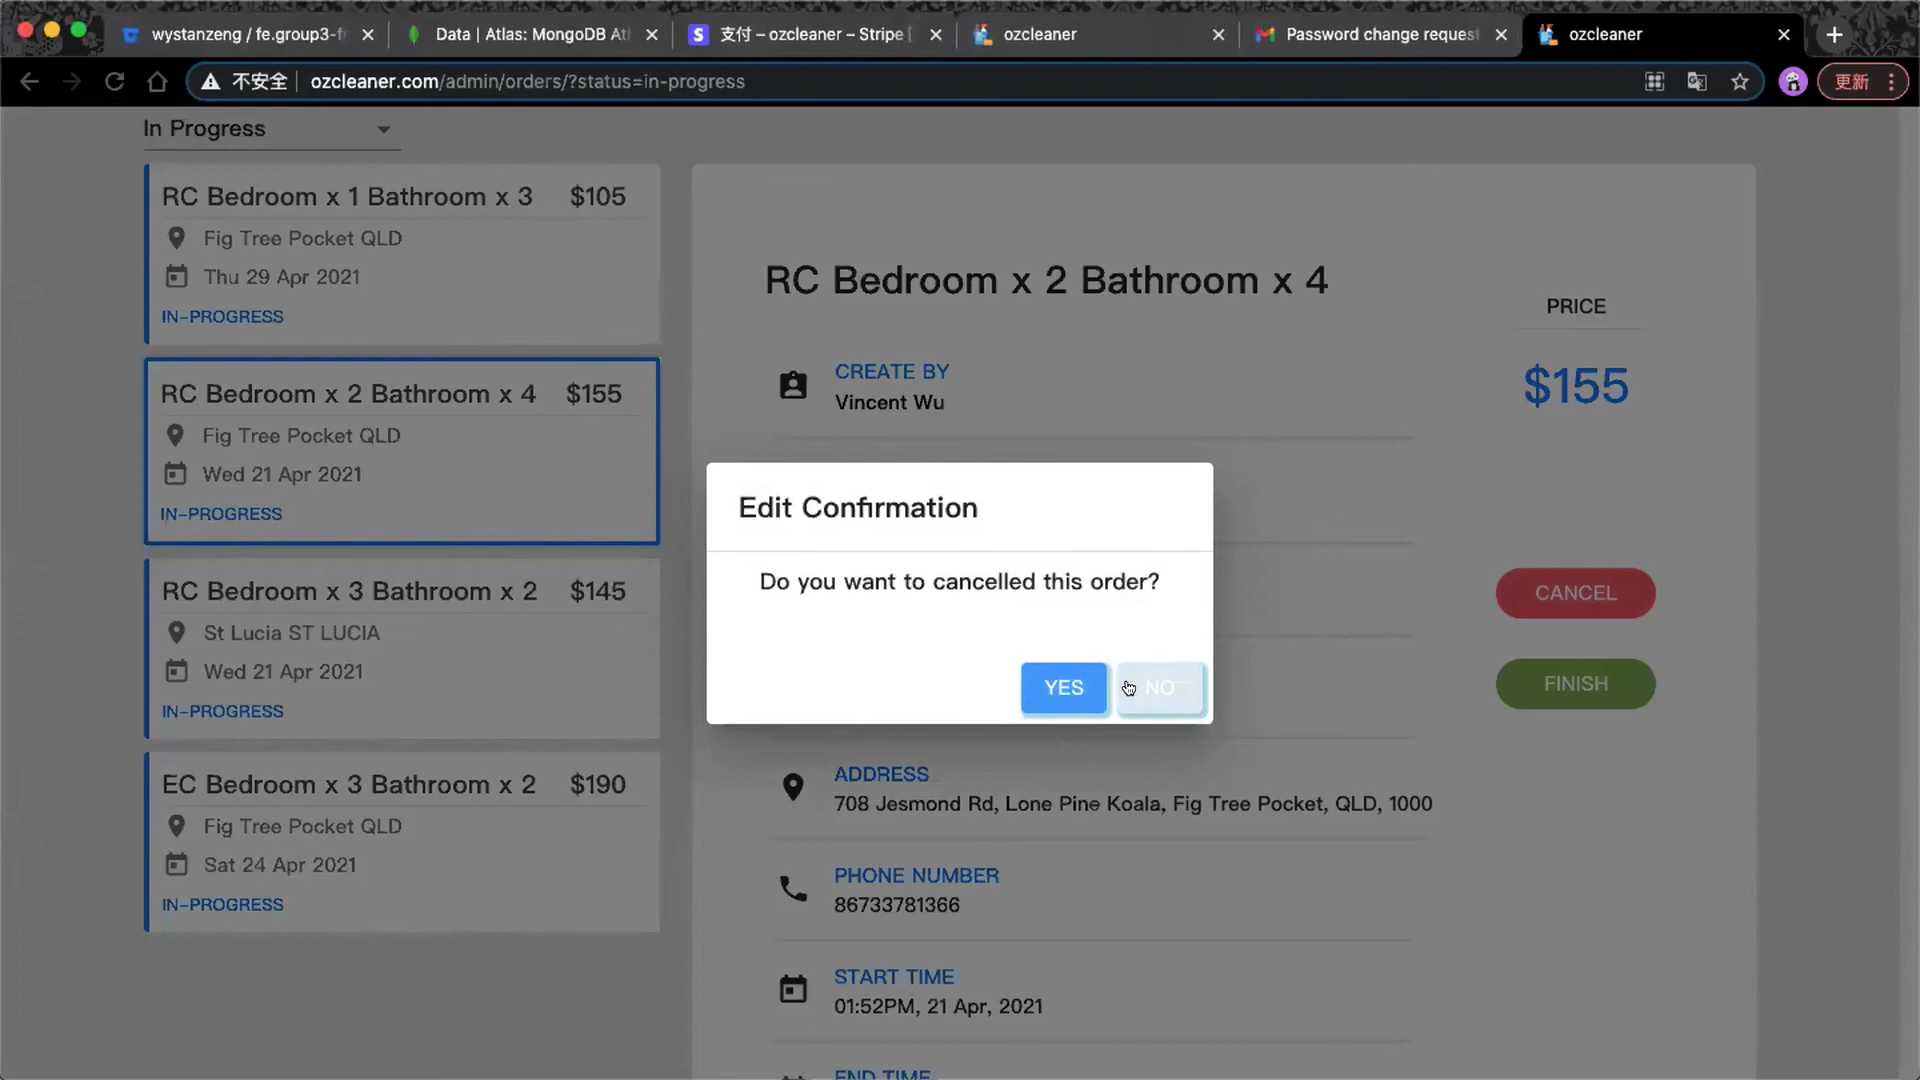 wystanzeng / fe.group3-f
Data | Atlas: MongoDB Atl
支付 – ozcleaner – Stripe [
ozcleaner
Password change request
ozcleaner
不安全
ozcleaner.com/admin/orders/?status=in-progress
更新
In Progress
RC Bedroom x 1 Bathroom x 3 $105
Fig Tree Pocket QLD
Thu 29 Apr 2021
IN-PROGRESS
RC Bedroom x 2 Bathroom x 4 $155
Fig Tree Pocket QLD
Wed 21 Apr 2021
IN-PROGRESS
RC Bedroom x 3 Bathroom x 2 $145
St Lucia ST LUCIA
Wed 21 Apr 2021
IN-PROGRESS
EC Bedroom x 3 Bathroom x 2 $190
Fig Tree Pocket QLD
Sat 24 Apr 2021
IN-PROGRESS
RC Bedroom x 2 Bathroom x 4
PRICE
$155
CREATE BY
Vincent Wu
Edit Confirmation
Do you want to cancelled this order?
YES
NO
CANCEL
FINISH
ADDRESS
708 Jesmond Rd, Lone Pine Koala, Fig Tree Pocket, QLD, 1000
PHONE NUMBER
86733781366
START TIME
01:52PM, 21 Apr, 2021
END TIME